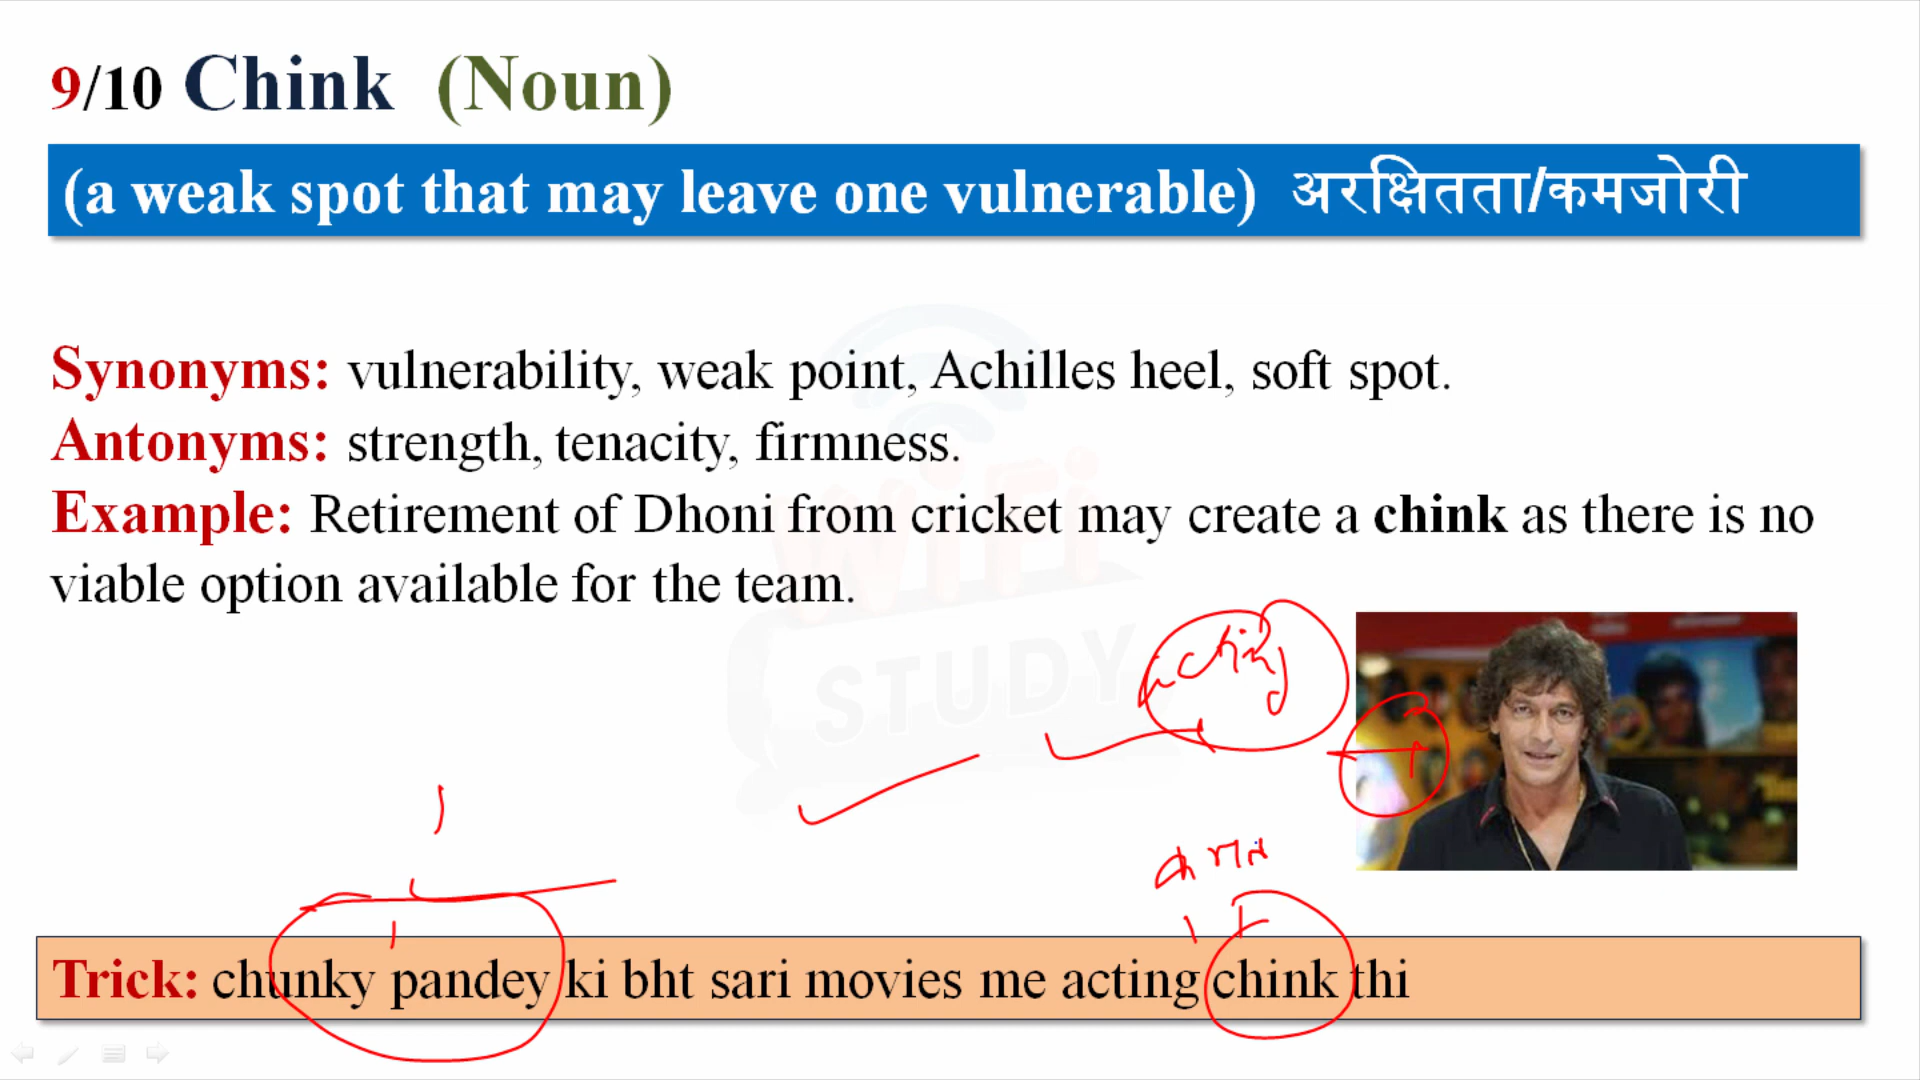 9/10 Chink (Noun)
(a weak spot that may leave one vulnerable) अरक्षितता/कमजोरी
Synonyms: vulnerability, weak point, Achilles heel, soft spot.
Antonyms: strength, tenacity, firmness.
Example: Retirement of Dhoni from cricket may create a chink as there is no
viable option available for the team.
WiFi
STUDY
Trick: chunky pandey ki bht sari movies me acting chink thi